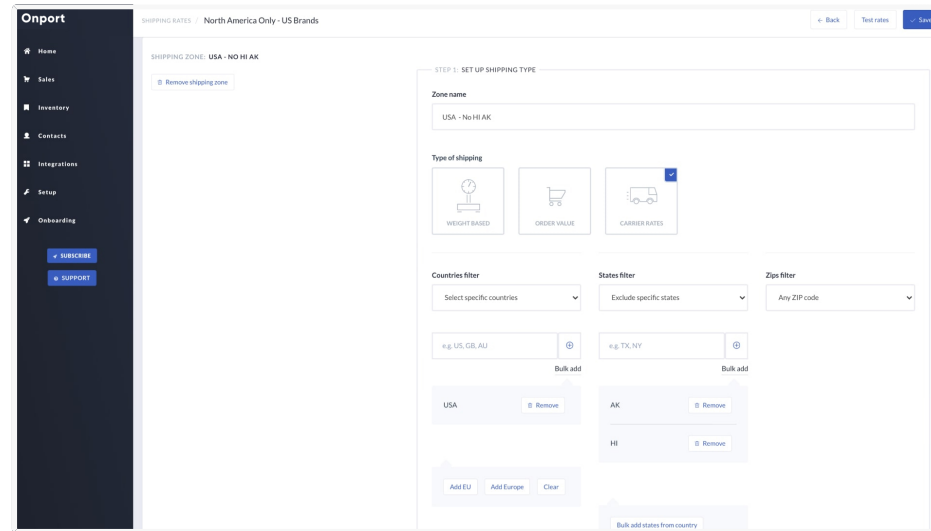 Onport
SHIPPING RATES / North America Only - US Brands
← Back
Test rates
Save
Home
Sales
Inventory
Contacts
Integrations
Setup
Onboarding
SUBSCRIBE
SUPPORT
SHIPPING ZONE: USA - NO HI AK
Remove shipping zone
STEP 1: SET UP SHIPPING TYPE
Zone name
USA - No HI AK
Type of shipping
WEIGHT BASED
ORDER VALUE
CARRIER RATES
Countries filter
Select specific countries
e.g. US, GB, AU
Bulk add
USA
Remove
Add EU
Add Europe
Clear
States filter
Exclude specific states
e.g. TX, NY
Bulk add
AK
Remove
HI
Remove
Bulk add states from country
Zips filter
Any ZIP code